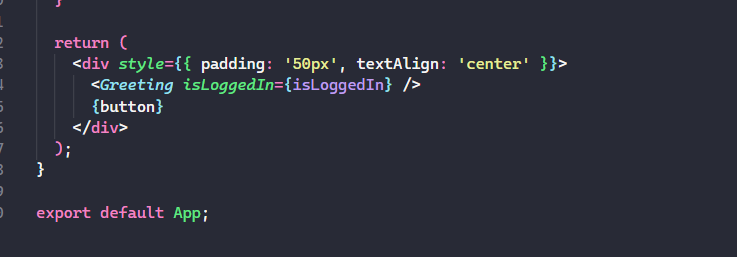 }
return (
<div style={{ padding: '50px', textAlign: 'center' }}>
<Greeting isLoggedIn={isLoggedIn} />
{button}
</div>
);
}
export default App;